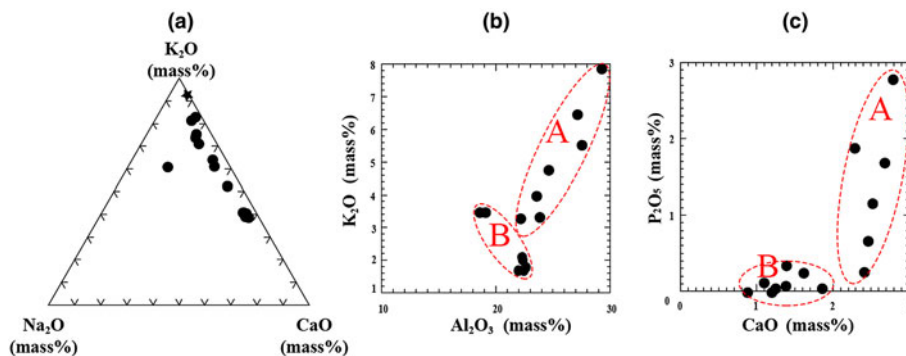 (a)
K₂O
(mass%)
Na₂O
(mass%)
CaO
(mass%)
(b)
8
7
6
5
4
3
2
1
K₂O (mass%)
A
B
10
20
30
Al₂O₃ (mass%)
(c)
3
2
1
0
P₂O₅ (mass%)
A
B
0
1
2
CaO (mass%)